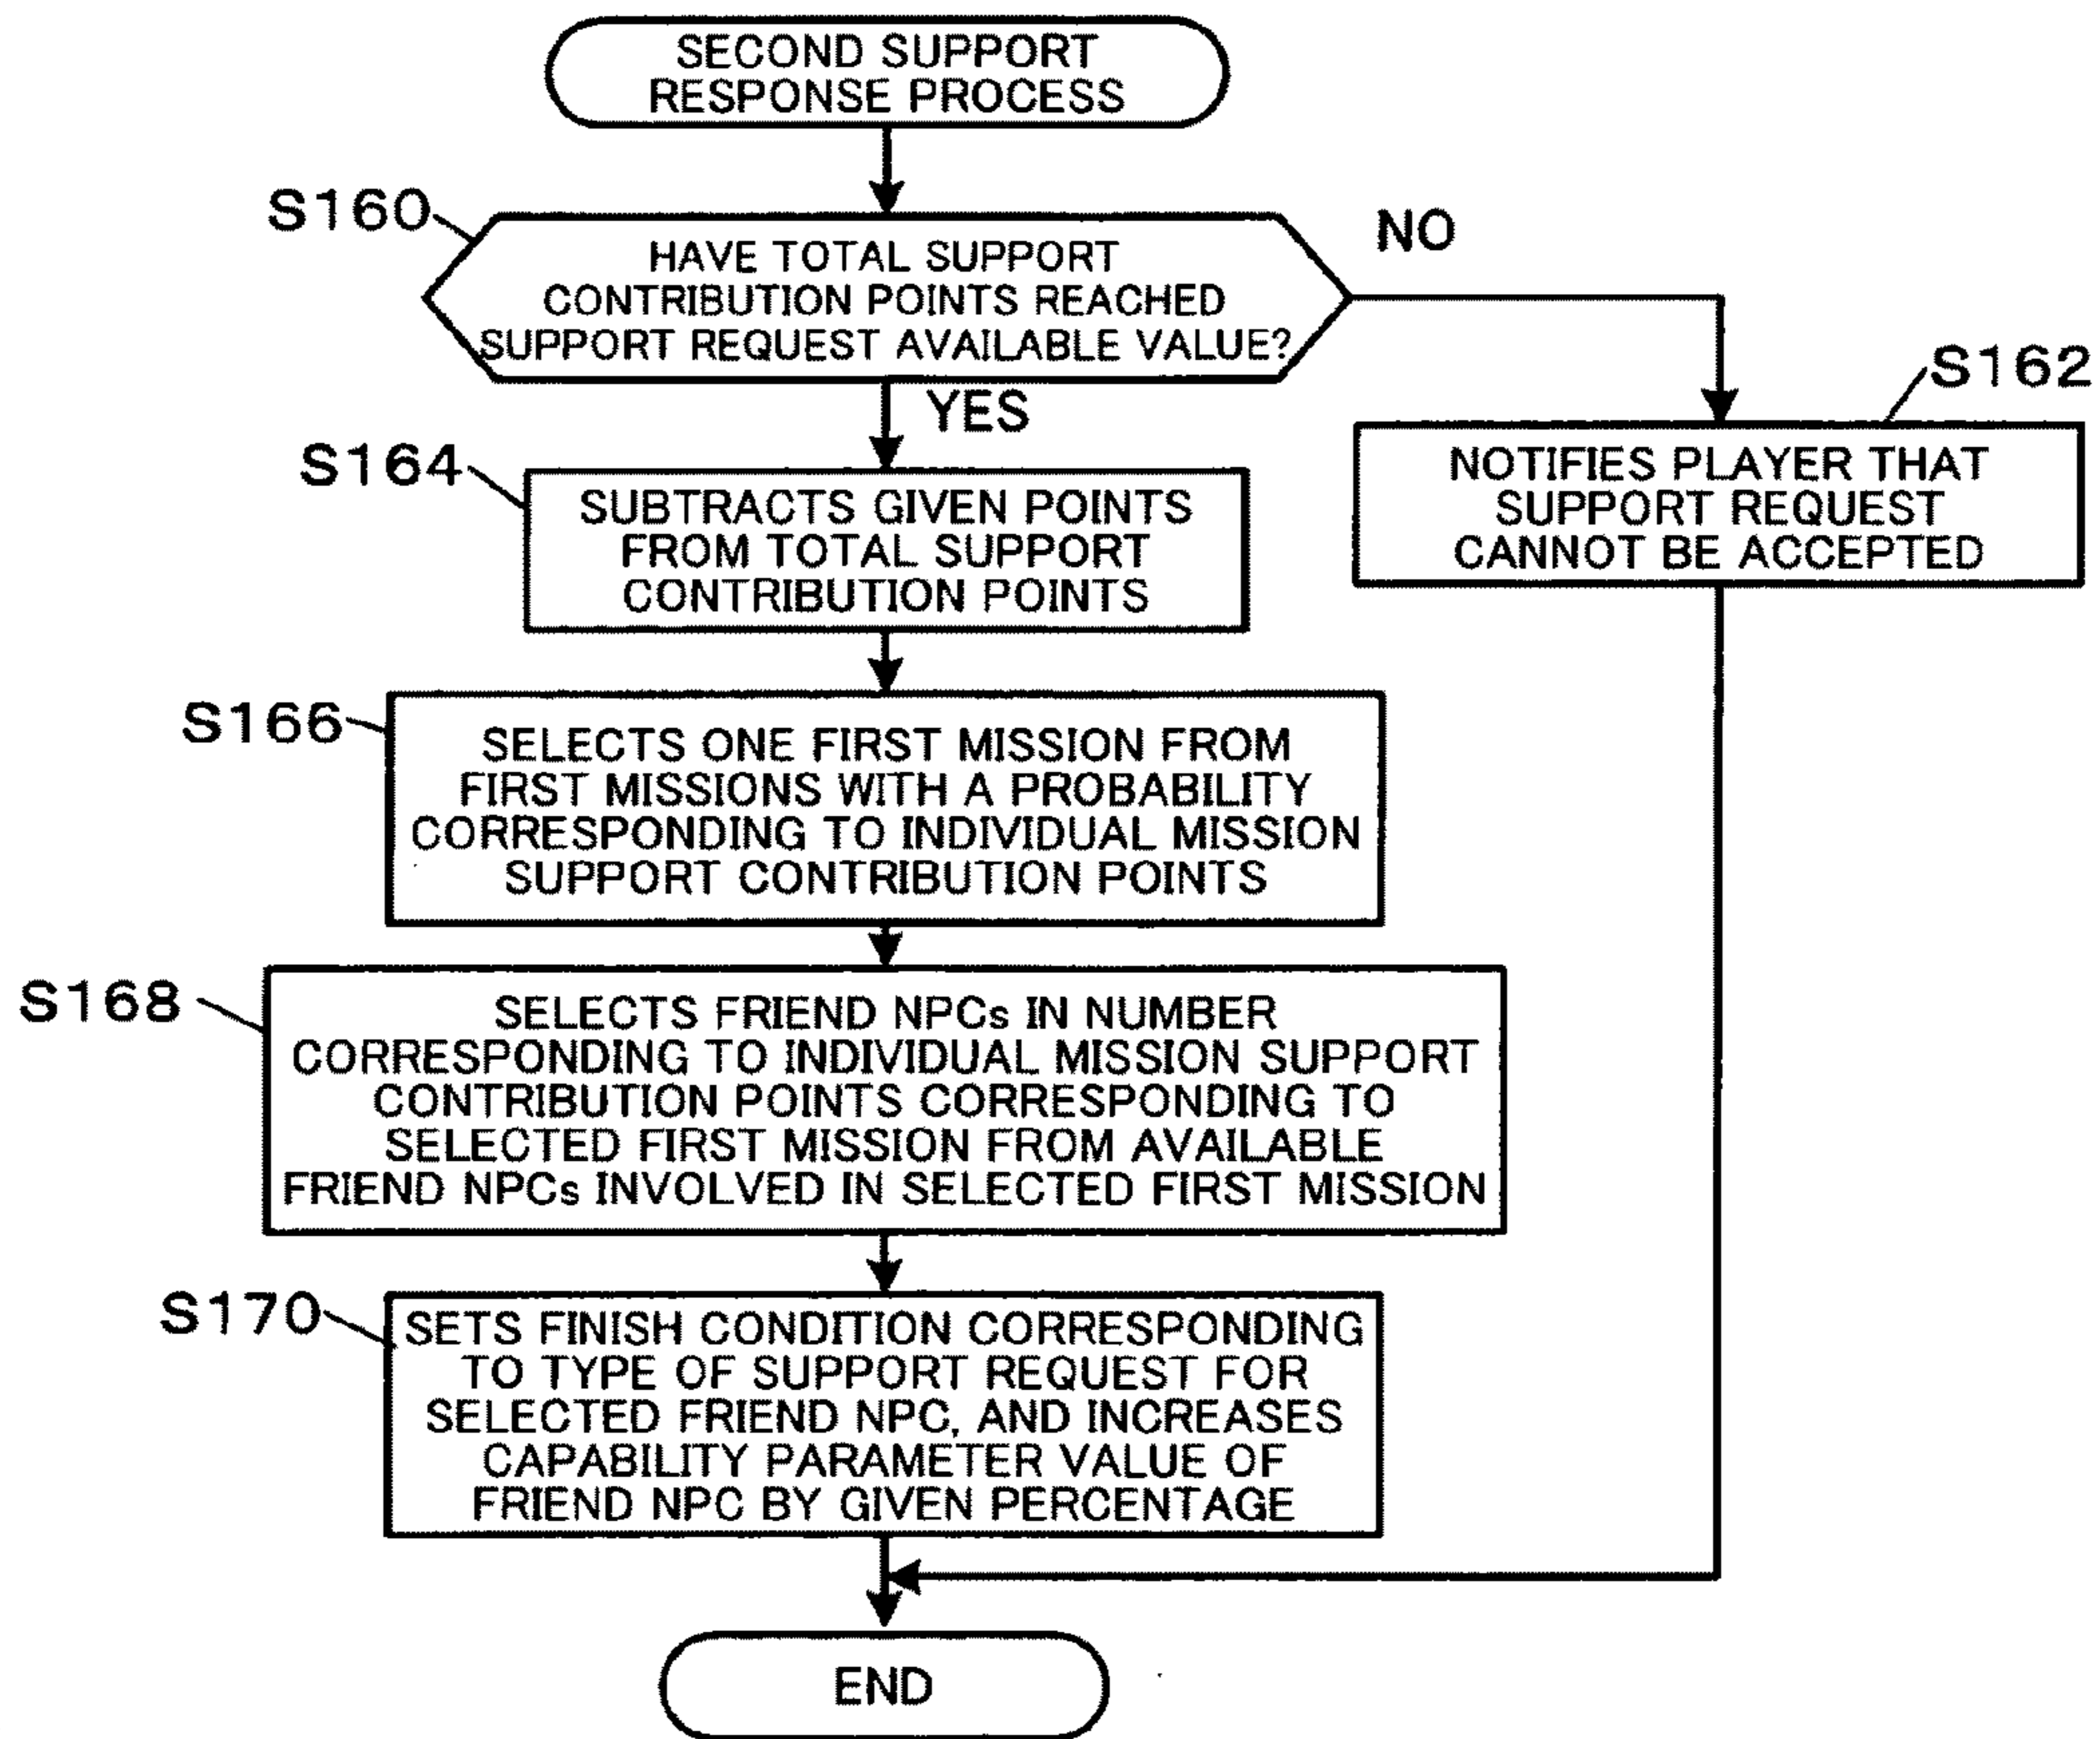 SECOND SUPPORT
RESPONSE PROCESS
S160
HAVE TOTAL SUPPORT
CONTRIBUTION POINTS REACHED
SUPPORT REQUEST AVAILABLE VALUE?
NO
YES
S162
NOTIFIES PLAYER THAT
SUPPORT REQUEST
CANNOT BE ACCEPTED
S164
SUBTRACTS GIVEN POINTS
FROM TOTAL SUPPORT
CONTRIBUTION POINTS
S166
SELECTS ONE FIRST MISSION FROM
FIRST MISSIONS WITH A PROBABILITY
CORRESPONDING TO INDIVIDUAL MISSION
SUPPORT CONTRIBUTION POINTS
S168
SELECTS FRIEND NPCs IN NUMBER
CORRESPONDING TO INDIVIDUAL MISSION SUPPORT
CONTRIBUTION POINTS CORRESPONDING TO
SELECTED FIRST MISSION FROM AVAILABLE
FRIEND NPCs INVOLVED IN SELECTED FIRST MISSION
S170
SETS FINISH CONDITION CORRESPONDING
TO TYPE OF SUPPORT REQUEST FOR
SELECTED FRIEND NPC, AND INCREASES
CAPABILITY PARAMETER VALUE OF
FRIEND NPC BY GIVEN PERCENTAGE
END